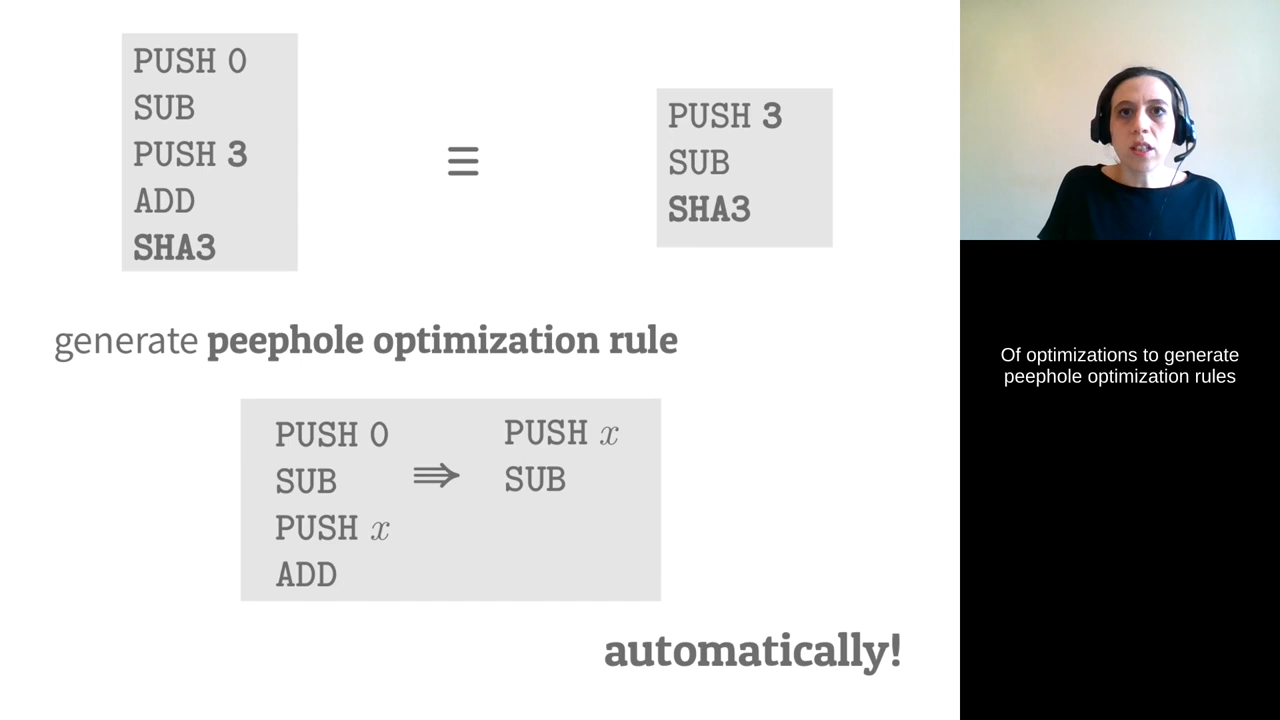 PUSH 0
SUB
PUSH 3
ADD
SHA3
≡
PUSH 3
SUB
SHA3
generate peephole optimization rule
PUSH 0
SUB
PUSH x
ADD
⇛
PUSH x
SUB
automatically!
Of optimizations to generate
peephole optimization rules